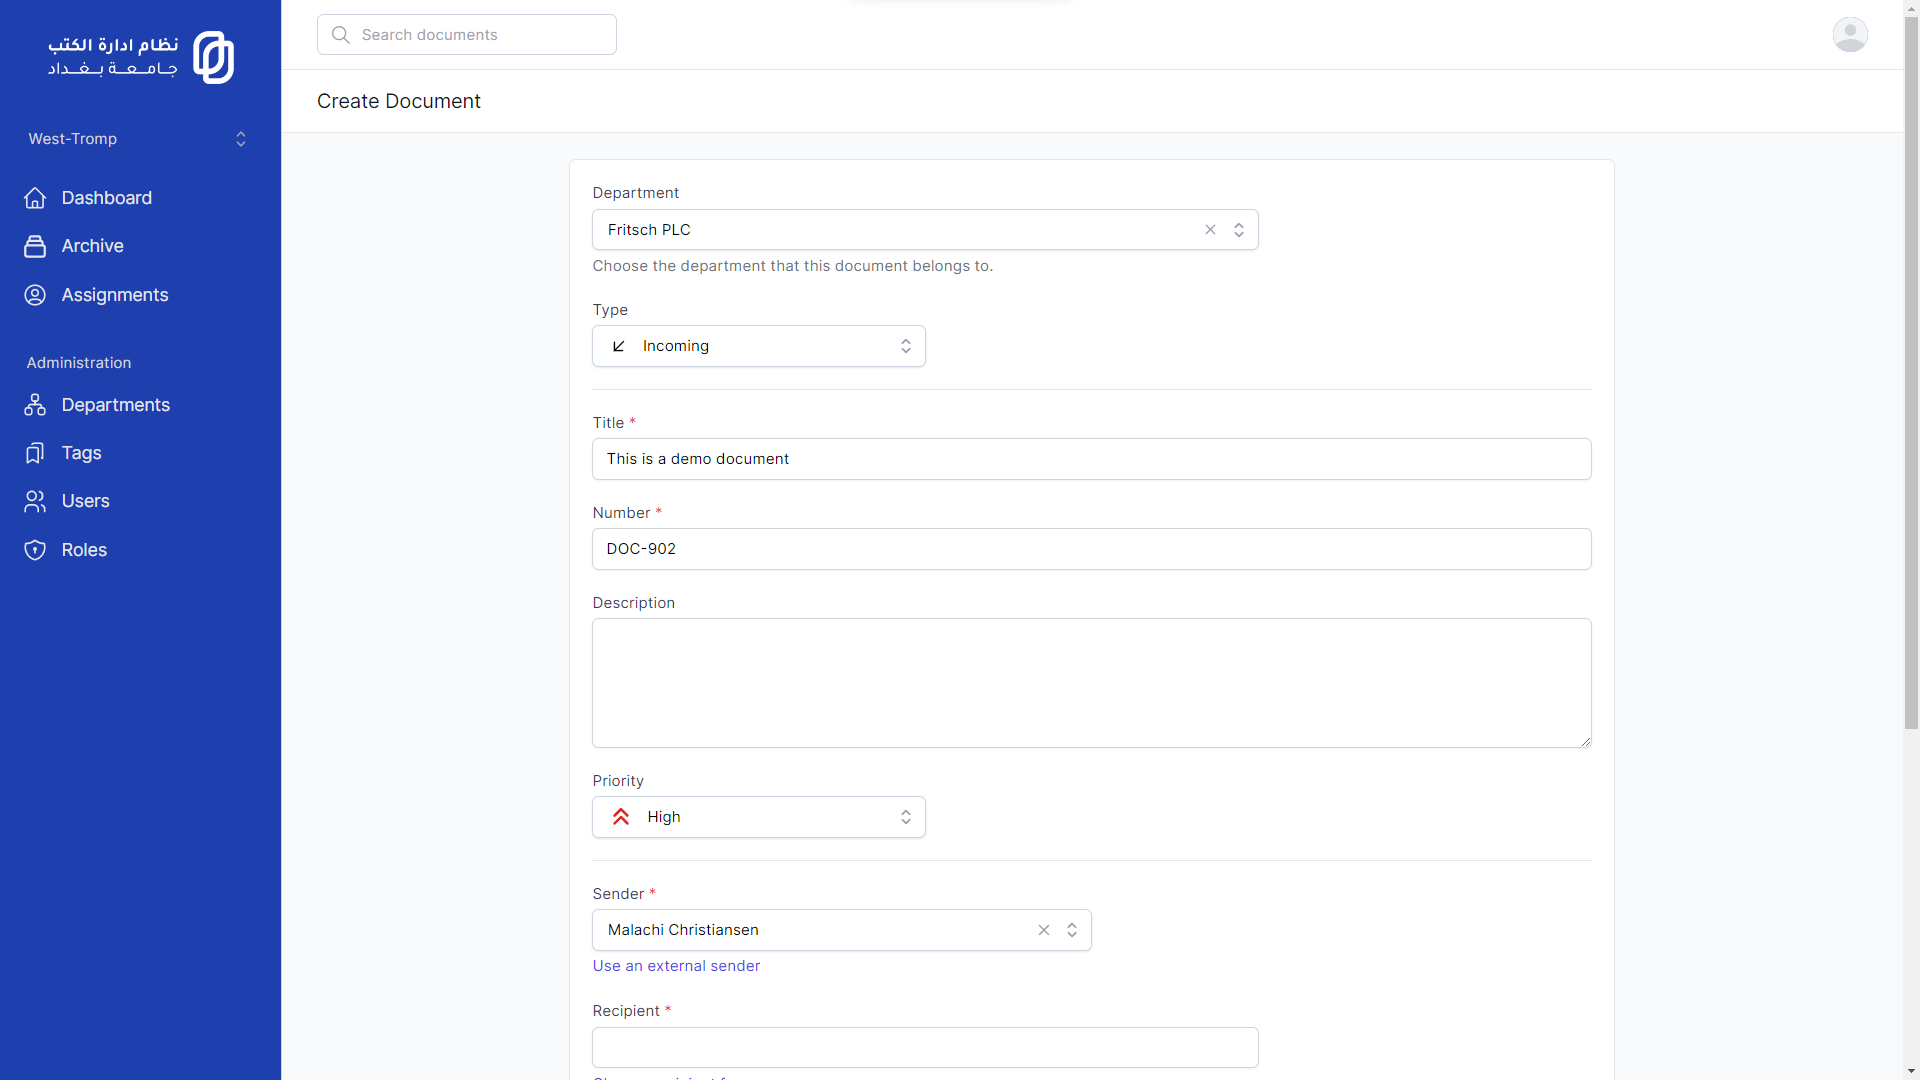 نظام ادارة الكتب
جامعة بغداد
West-Tromp
Dashboard
Archive
Assignments
Administration
Departments
Tags
Users
Roles
Search documents
Create Document
Department
Fritsch PLC
Choose the department that this document belongs to.
Type
Incoming
Title *
This is a demo document
Number *
DOC-902
Description
Priority
High
Sender *
Malachi Christiansen
Use an external sender
Recipient *